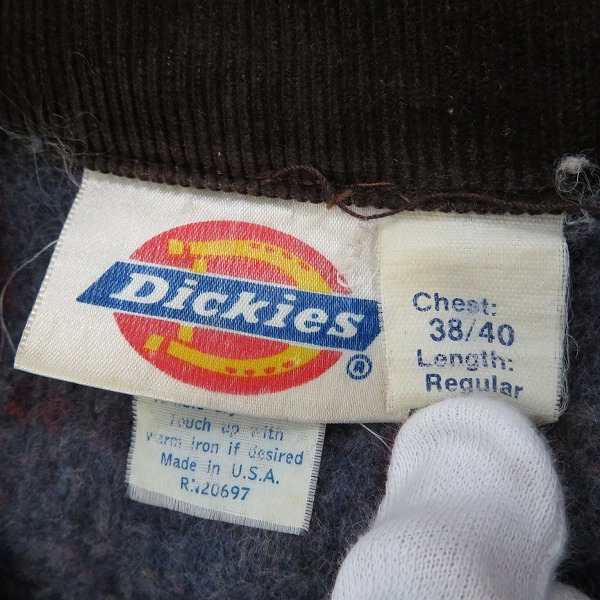 Dickies
®
Chest:
38/40
Length:
Regular
Touch up with
warm iron if desired
Made in U.S.A.
RN20697